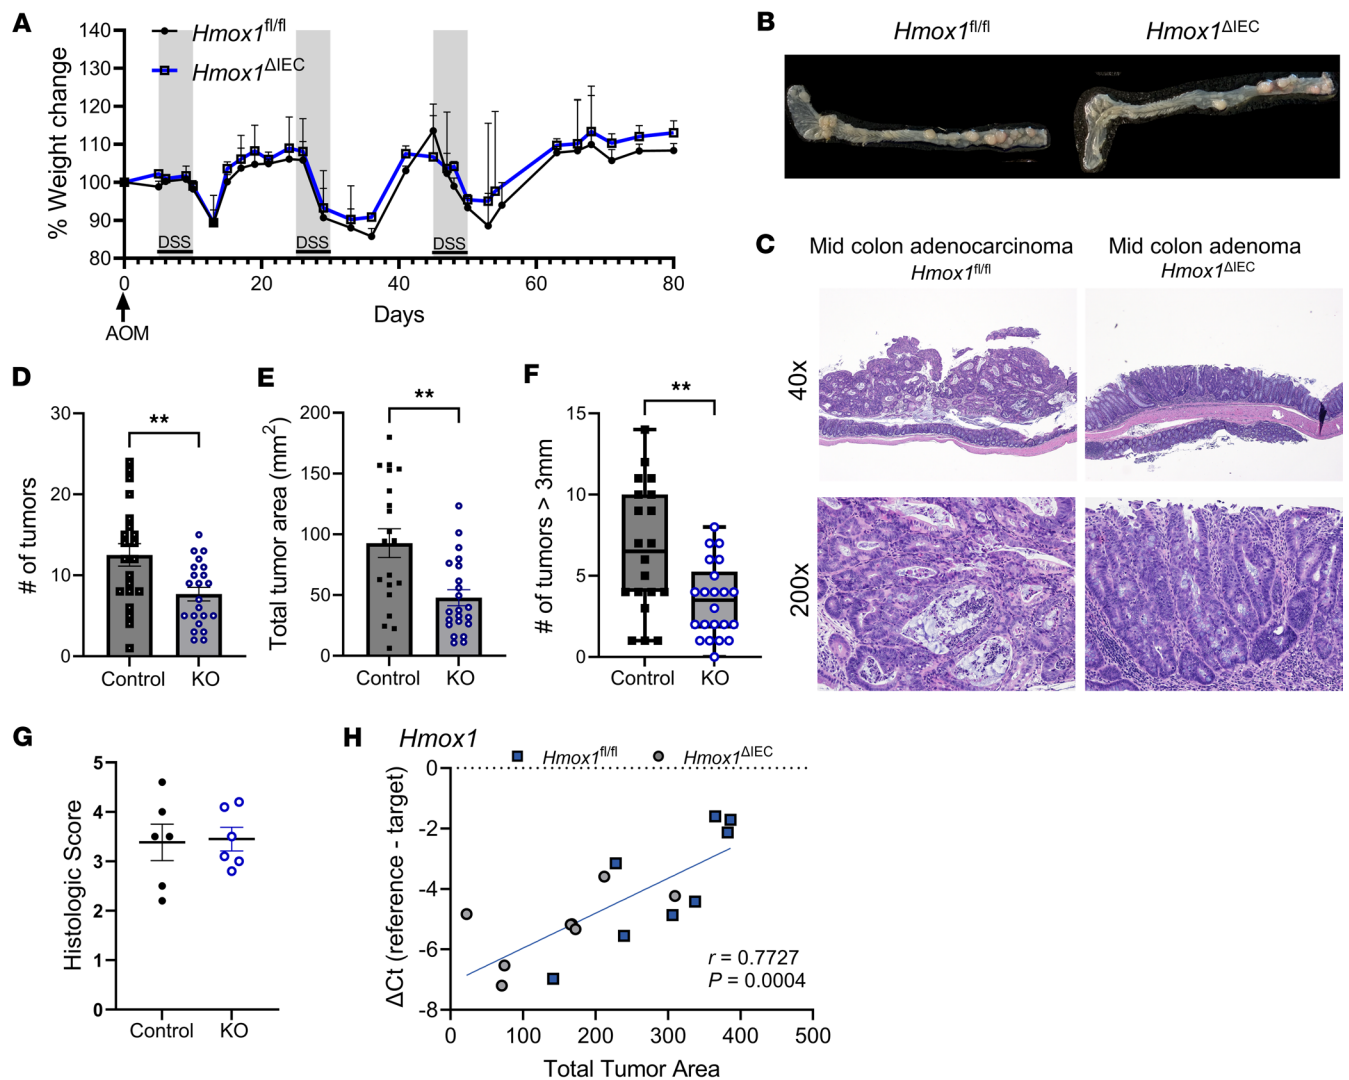 A
140
130
120
110
100
90
80
% Weight change
Hmox1fl/fl
Hmox1ΔIEC
DSS
DSS
DSS
0
20
40
60
80
Days
AOM
B
Hmox1fl/fl
Hmox1ΔIEC
C
Mid colon adenocarcinoma
Hmox1fl/fl
Mid colon adenoma
Hmox1ΔIEC
40x
200x
D
# of tumors
30
20
10
0
**
Control
KO
E
Total tumor area (mm2)
200
150
100
50
0
**
Control
KO
F
# of tumors > 3mm
15
10
5
0
**
Control
KO
G
Histologic Score
5
4
3
2
1
0
Control
KO
H
Hmox1
Hmox1fl/fl
Hmox1ΔIEC
ΔCt (reference - target)
0
-2
-4
-6
-8
r = 0.7727
P = 0.0004
0
100
200
300
400
500
Total Tumor Area